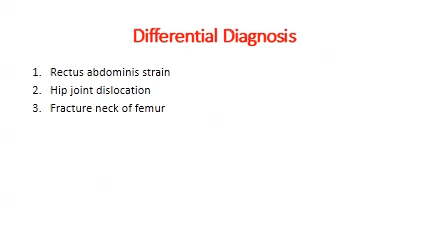 Differential Diagnosis
1. Rectus abdominis strain
2. Hip joint dislocation
3. Fracture neck of femur